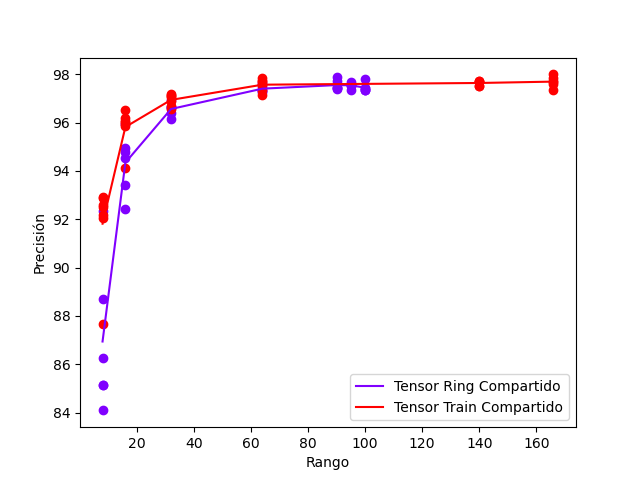 98
96
94
92
90
88
86
84
Precisión
20 40 60 80 100 120 140 160
Rango
Tensor Ring Compartido
Tensor Train Compartido